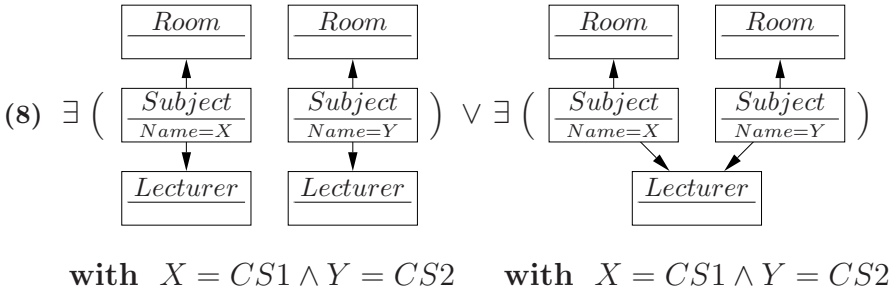 Room Room Room Room
(8) ∃ ( Subject Subject ) ∨ ∃ ( Subject Subject )
Name=X Name=Y Name=X Name=Y
Lecturer Lecturer Lecturer
with X = CS1 ∧ Y = CS2 with X = CS1 ∧ Y = CS2